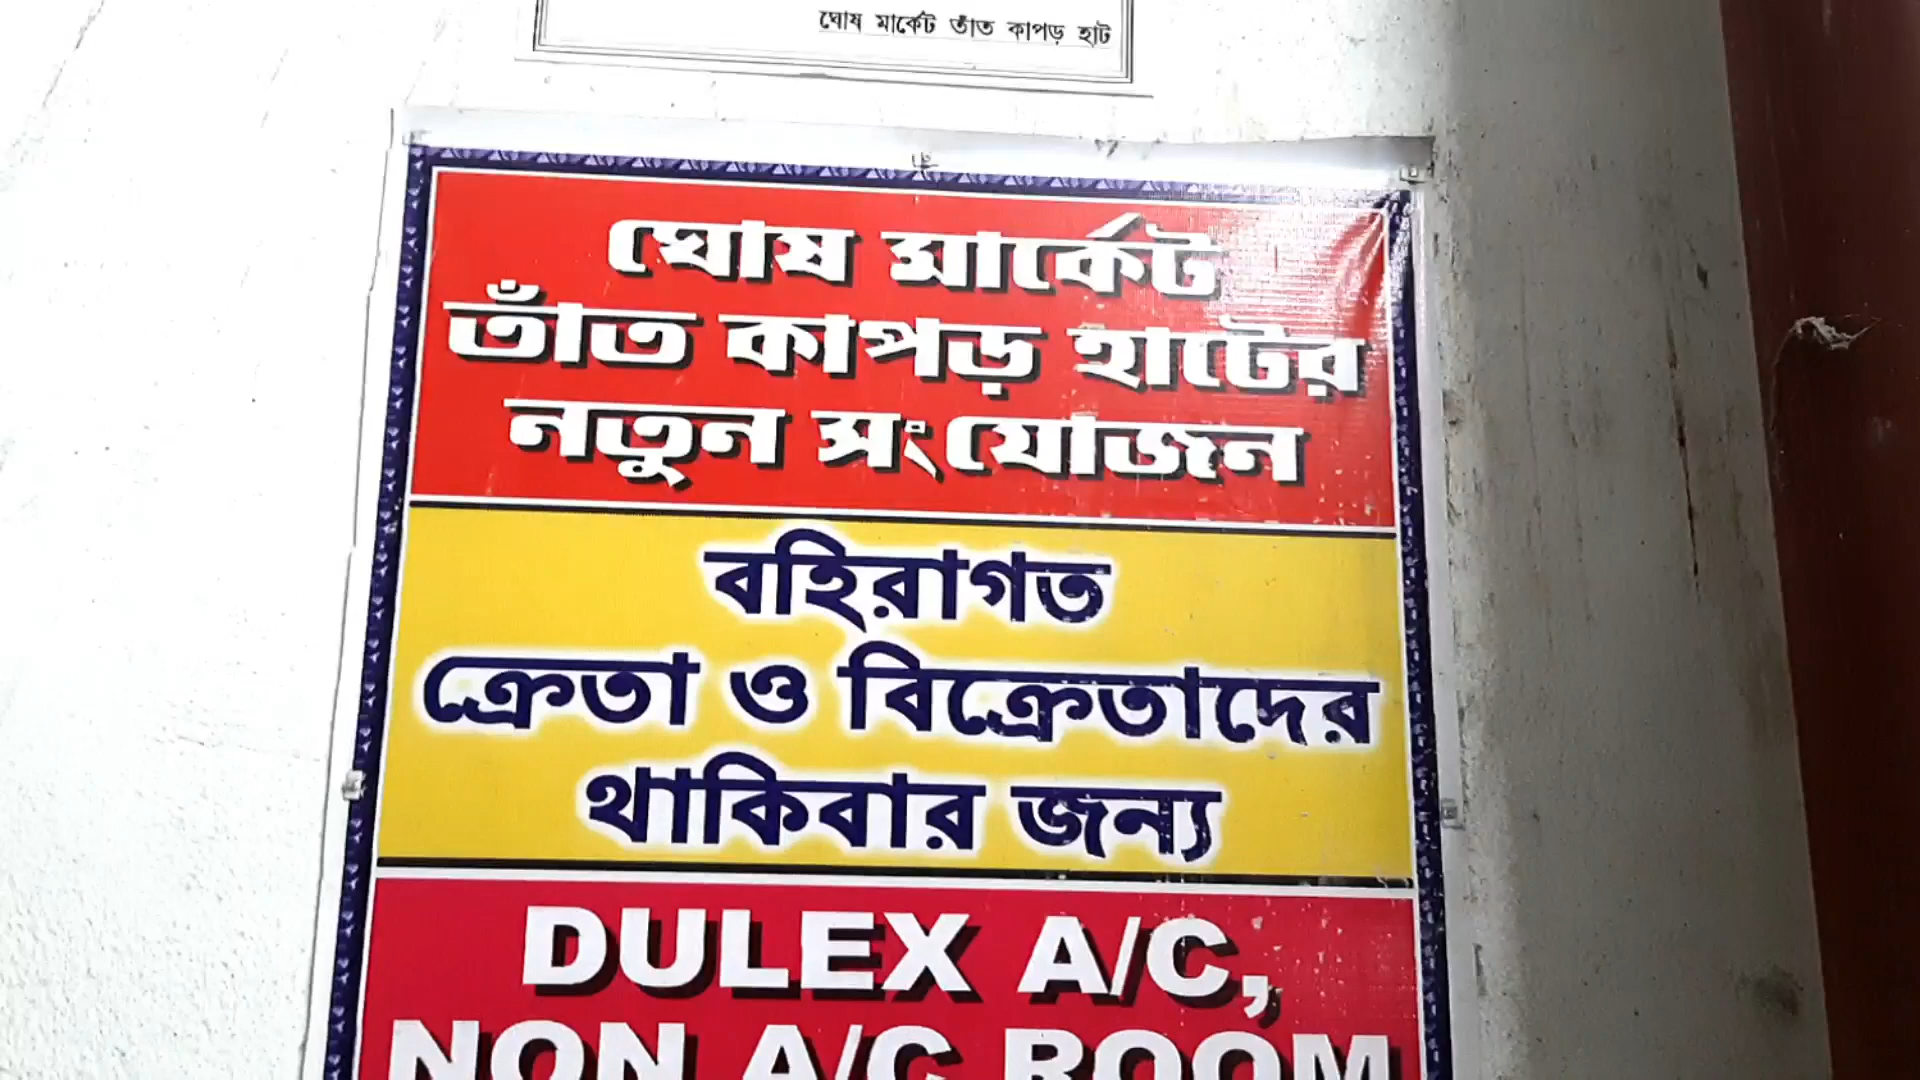 ঘোষ মার্কেট তাঁত কাপড় হাট
ঘোষ মার্কেট
তাঁত কাপড় হাটের
নতুন সংযোজন
বহিরাগত
ক্রেতা ও বিক্রেতাদের
থাকিবার জন্য
DULEX A/C,
NON A/C ROOM